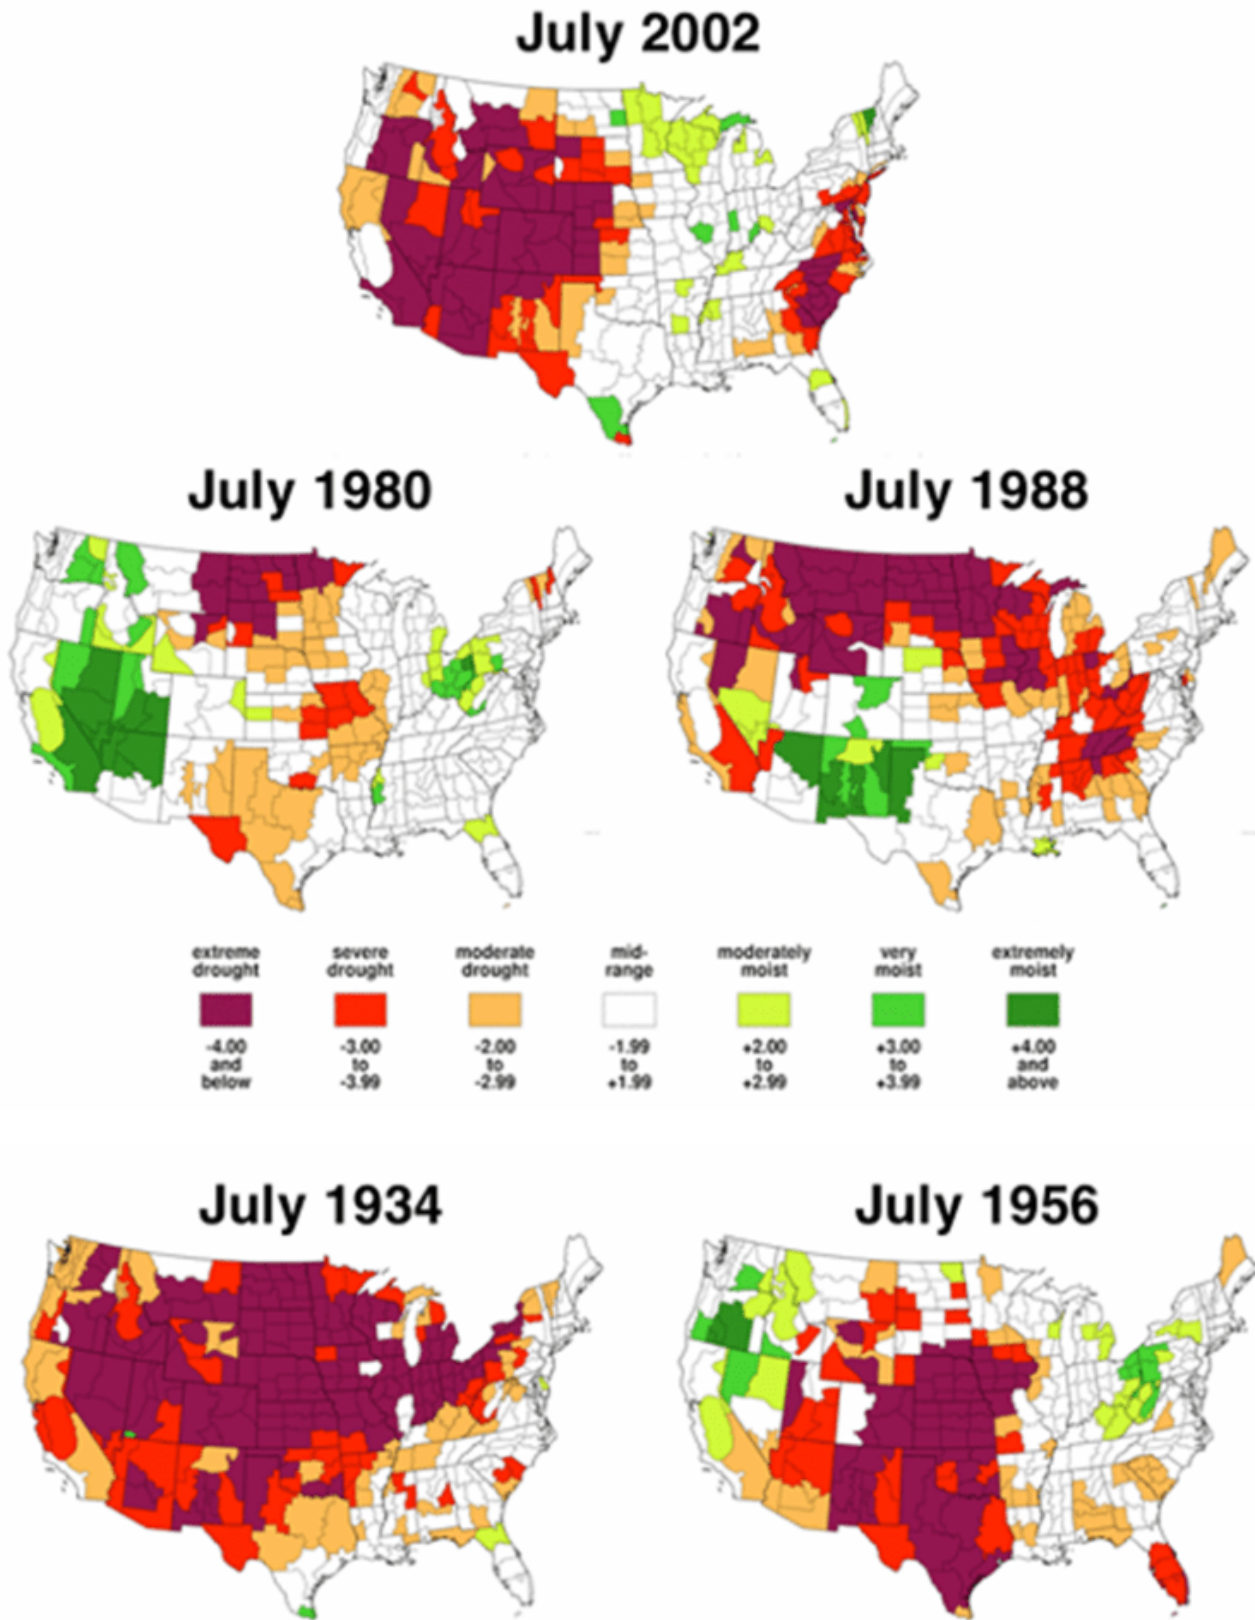 July 2002
July 1980
July 1988
extreme drought
severe drought
moderate drought
mid-range
moderately moist
very moist
extremely moist
-4.00 and below
-3.00 to -3.99
-2.00 to -2.99
-1.99 to +1.99
+2.00 to +2.99
+3.00 to +3.99
+4.00 and above
July 1934
July 1956